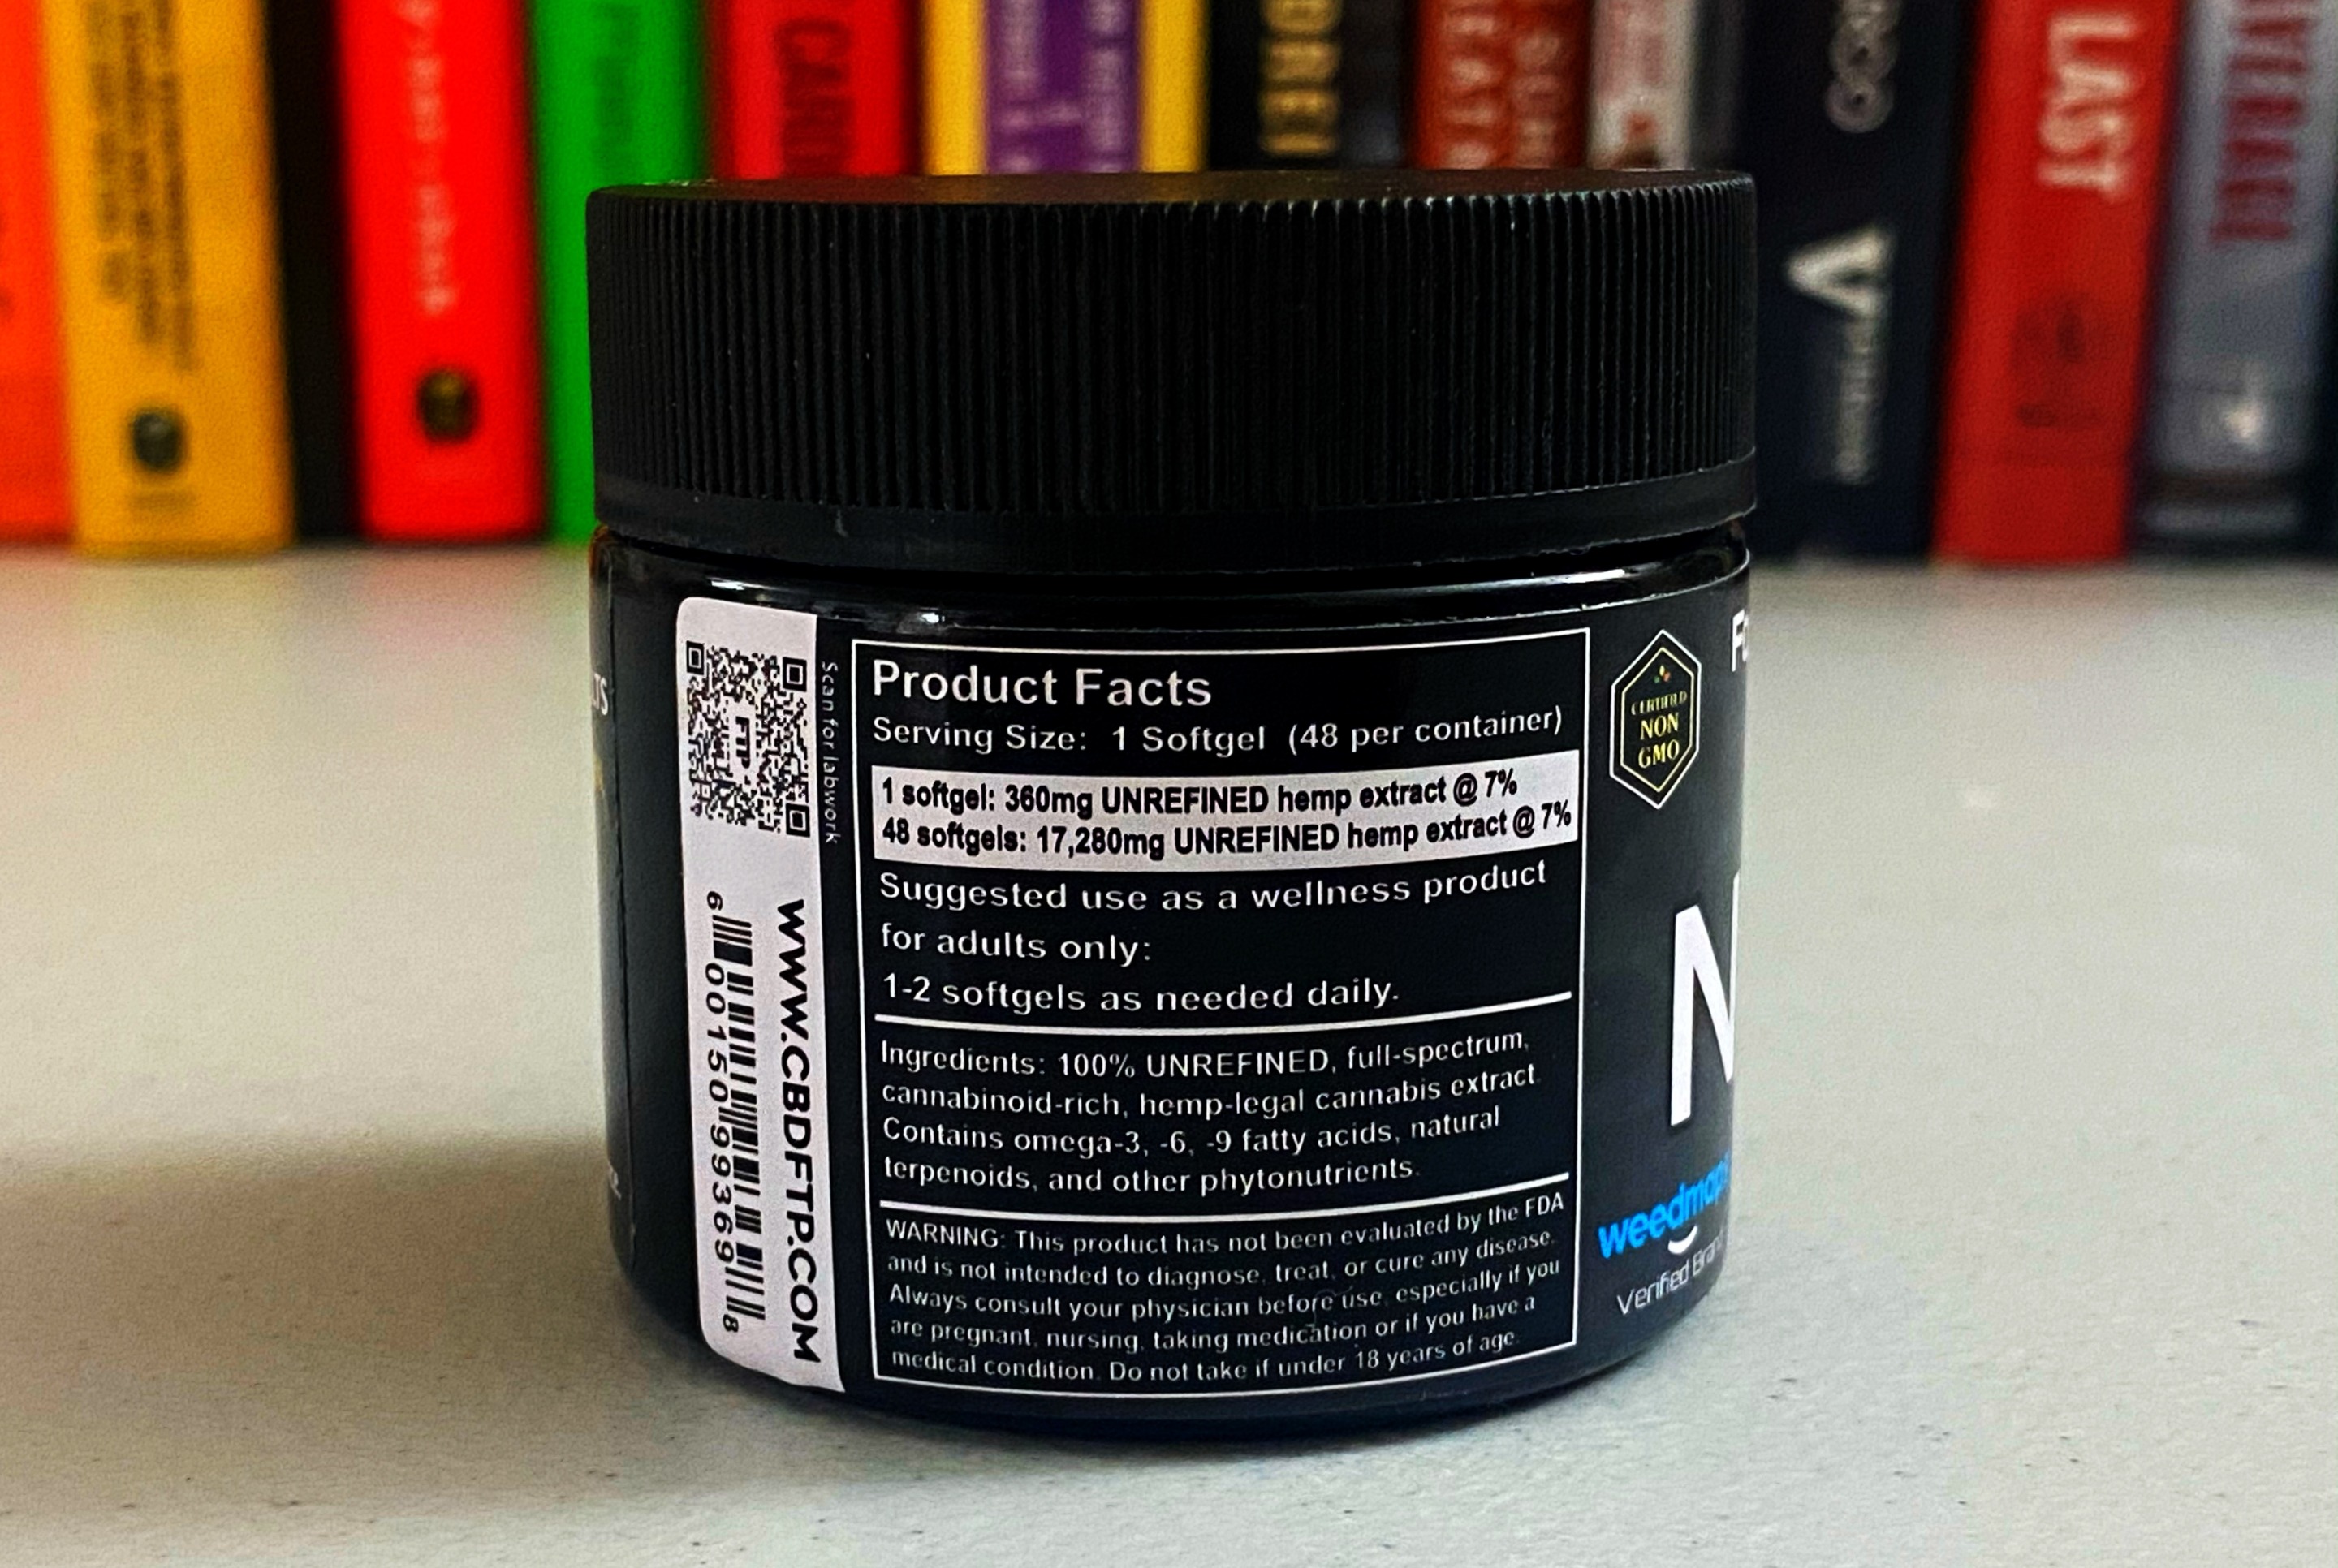 CARD
OREI
LAST
Scan for labwork
FTP
WWW.CBDFTP.COM
6 00150 99369 8
Product Facts
Serving Size: 1 Softgel (48 per container)
1 softgel: 360mg UNREFINED hemp extract @ 7%
48 softgels: 17,280mg UNREFINED hemp extract @ 7%
Suggested use as a wellness product
for adults only:
1-2 softgels as needed daily.
Ingredients: 100% UNREFINED, full-spectrum,
cannabinoid-rich, hemp-legal cannabis extract.
Contains omega-3, -6, -9 fatty acids, natural
terpenoids, and other phytonutrients.
WARNING: This product has not been evaluated by the FDA
and is not intended to diagnose, treat, or cure any disease.
Always consult your physician before use, especially if you
are pregnant, nursing, taking medication or if you have a
medical condition. Do not take if under 18 years of age.
CERTIFIED
NON
GMO
N
weedmaps
Verified Bran